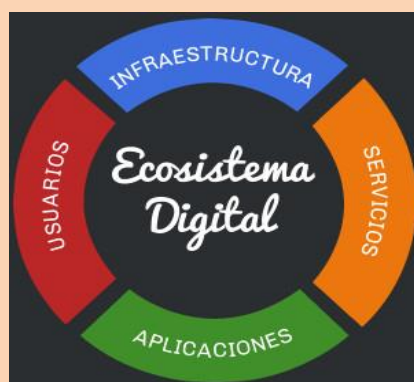 INFRAESTRUCTURA
SERVICIOS
APLICACIONES
USUARIOS
Ecosistema
Digital